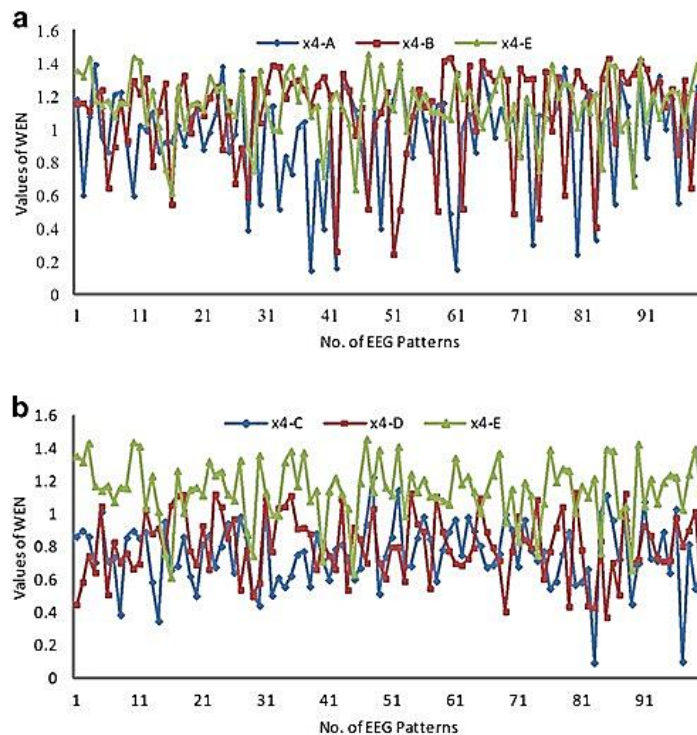 a
x4-A x4-B x4-E
Values of WEN
1.6
1.4
1.2
1
0.8
0.6
0.4
0.2
0
1 11 21 31 41 51 61 71 81 91
No. of EEG Patterns
b
x4-C x4-D x4-E
Values of WEN
1.6
1.4
1.2
1
0.8
0.6
0.4
0.2
0
1 11 21 31 41 51 61 71 81 91
No. of EEG Patterns